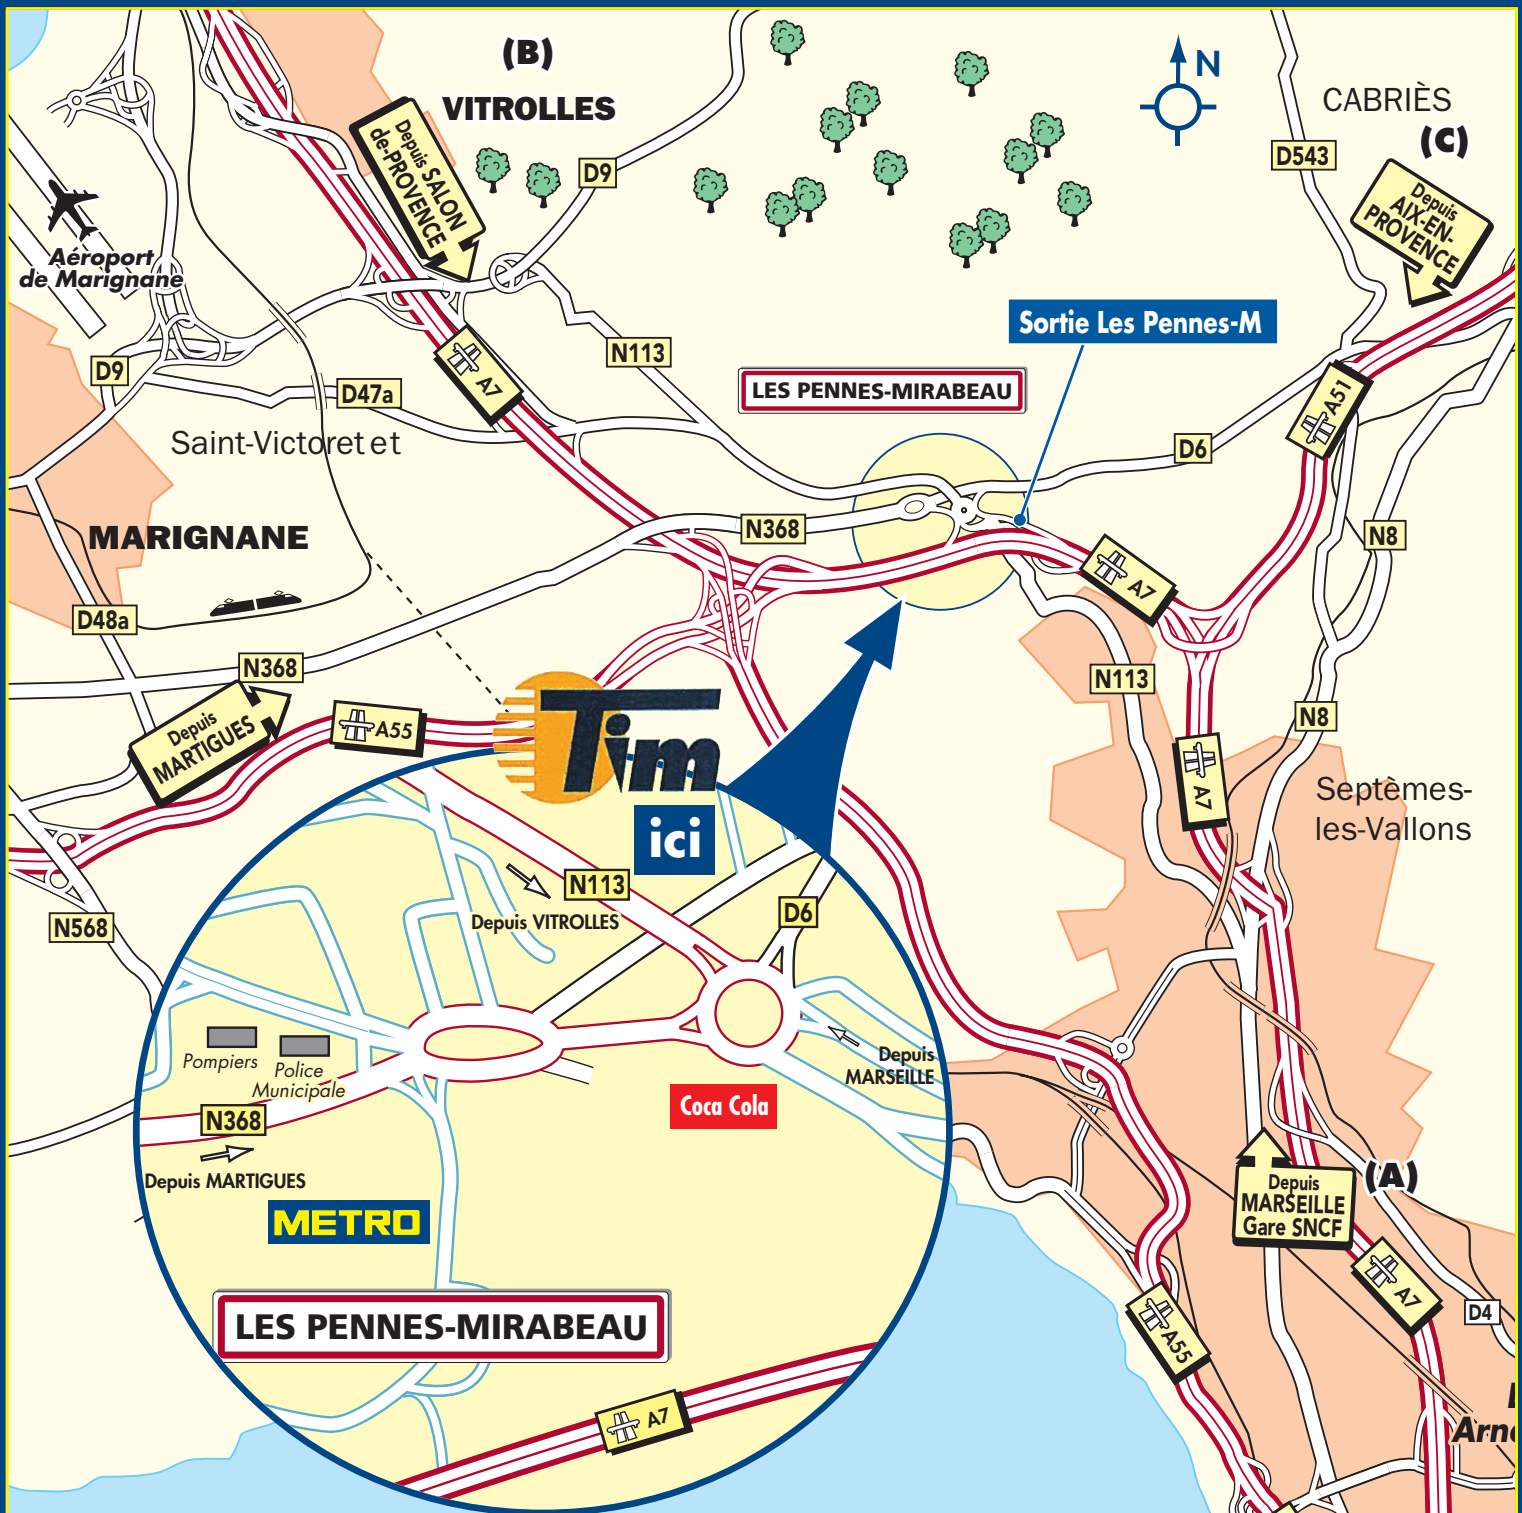 (B)
VITROLLES
N
CABRIÈS
(C)
D543
D9
Depuis SALON
de-PROVENCE
Depuis
AIX-EN-
PROVENCE
Aéroport
de Marignane
Sortie Les Pennes-M
N113
A7
D9
D47a
LES PENNES-MIRABEAU
A51
Saint-Victoret et
D6
MARIGNANE
N368
N8
A7
D48a
N368
N113
N8
Depuis
MARTIGUES
A55
Tim
ici
A7
Septèmes-
les-Vallons
N113
Depuis VITROLLES
D6
N568
Pompiers
Police
Municipale
Depuis
MARSEILLE
Coca Cola
N368
Depuis MARTIGUES
METRO
(A)
Depuis
MARSEILLE
Gare SNCF
LES PENNES-MIRABEAU
A7
D4
A55
A7